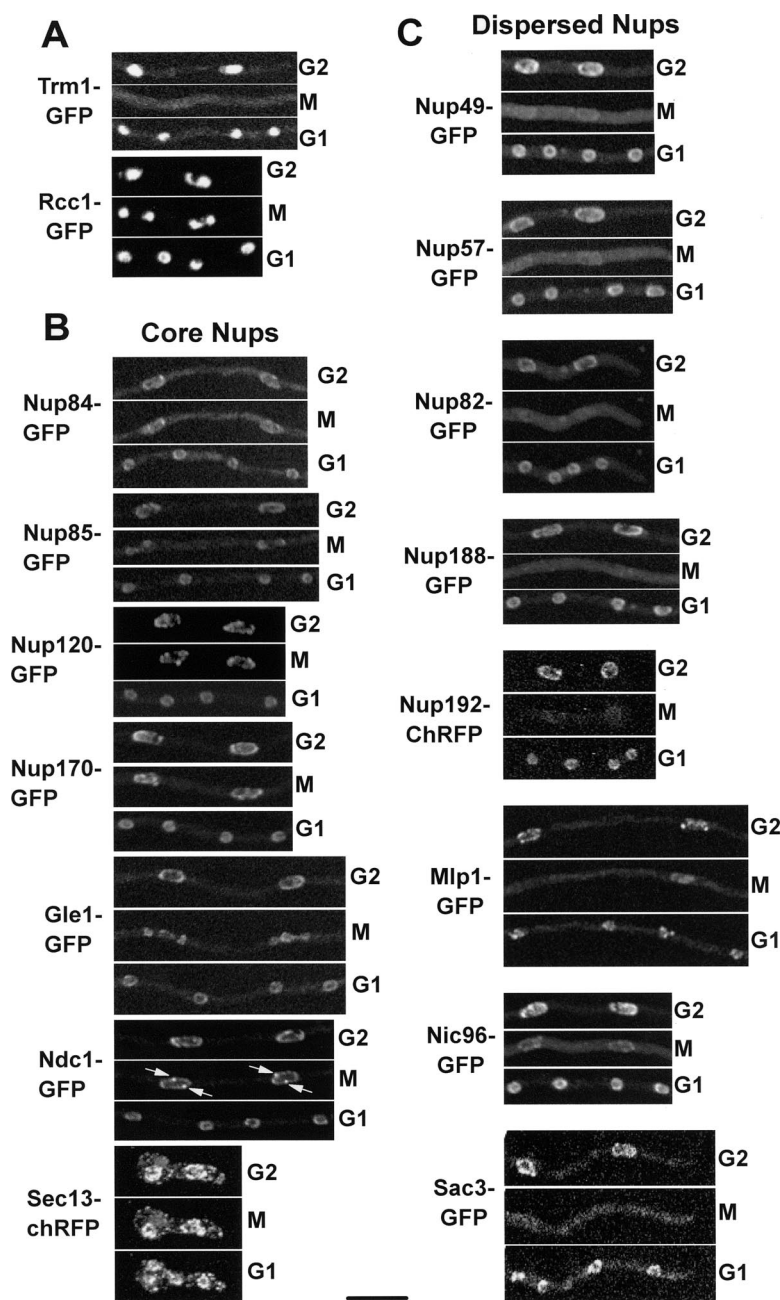 A
Trm1-
GFP
G2
M
G1
Rcc1-
GFP
G2
M
G1
B
Core Nups
Nup84-
GFP
G2
M
G1
Nup85-
GFP
G2
M
G1
Nup120-
GFP
G2
M
G1
Nup170-
GFP
G2
M
G1
Gle1-
GFP
G2
M
G1
Ndc1-
GFP
G2
M
G1
Sec13-
chRFP
G2
M
G1
C
Dispersed Nups
Nup49-
GFP
G2
M
G1
Nup57-
GFP
G2
M
G1
Nup82-
GFP
G2
M
G1
Nup188-
GFP
G2
M
G1
Nup192-
ChRFP
G2
M
G1
Mlp1-
GFP
G2
M
G1
Nic96-
GFP
G2
M
G1
Sac3-
GFP
G2
M
G1